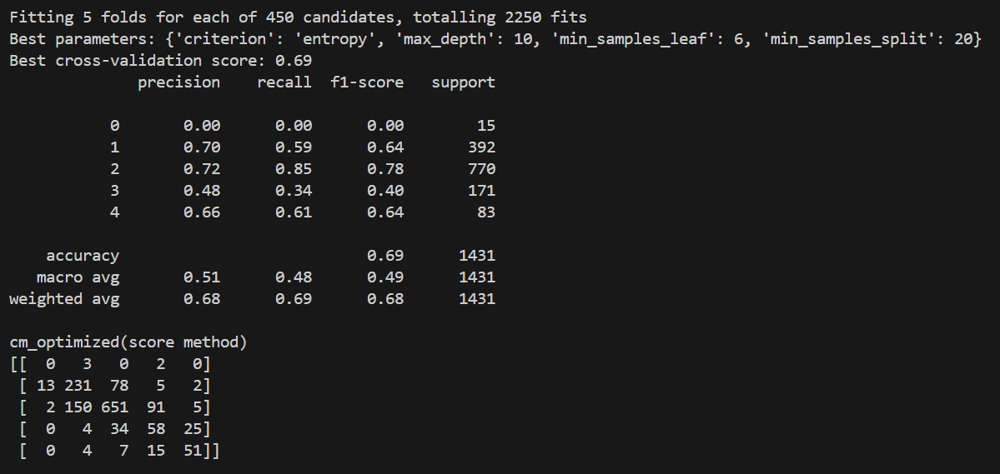 Fitting 5 folds for each of 450 candidates, totalling 2250 fits
Best parameters: {'criterion': 'entropy', 'max_depth': 10, 'min_samples_leaf': 6, 'min_samples_split': 20}
Best cross-validation score: 0.69
              precision    recall  f1-score   support

           0       0.00      0.00      0.00        15
           1       0.70      0.59      0.64       392
           2       0.72      0.85      0.78       770
           3       0.48      0.34      0.40       171
           4       0.66      0.61      0.64        83

    accuracy                           0.69      1431
   macro avg       0.51      0.48      0.49      1431
weighted avg       0.68      0.69      0.68      1431

cm_optimized(score method)
[[  0   3   0   2   0]
 [ 13 231  78   5   2]
 [  2 150 651  91   5]
 [  0   4  34  58  25]
 [  0   4   7  15  51]]